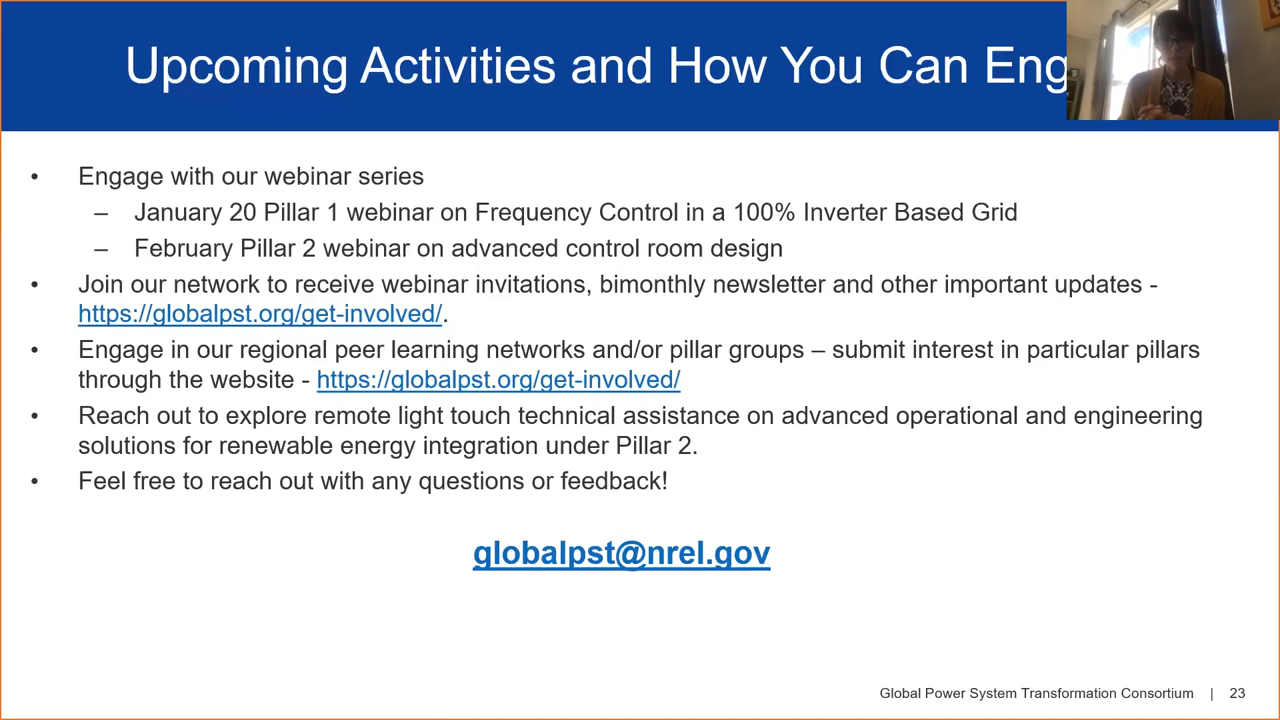 Upcoming Activities and How You Can Eng
• Engage with our webinar series
– January 20 Pillar 1 webinar on Frequency Control in a 100% Inverter Based Grid
– February Pillar 2 webinar on advanced control room design
• Join our network to receive webinar invitations, bimonthly newsletter and other important updates -
https://globalpst.org/get-involved/.
• Engage in our regional peer learning networks and/or pillar groups – submit interest in particular pillars
through the website - https://globalpst.org/get-involved/
• Reach out to explore remote light touch technical assistance on advanced operational and engineering
solutions for renewable energy integration under Pillar 2.
• Feel free to reach out with any questions or feedback!
globalpst@nrel.gov
Global Power System Transformation Consortium | 23